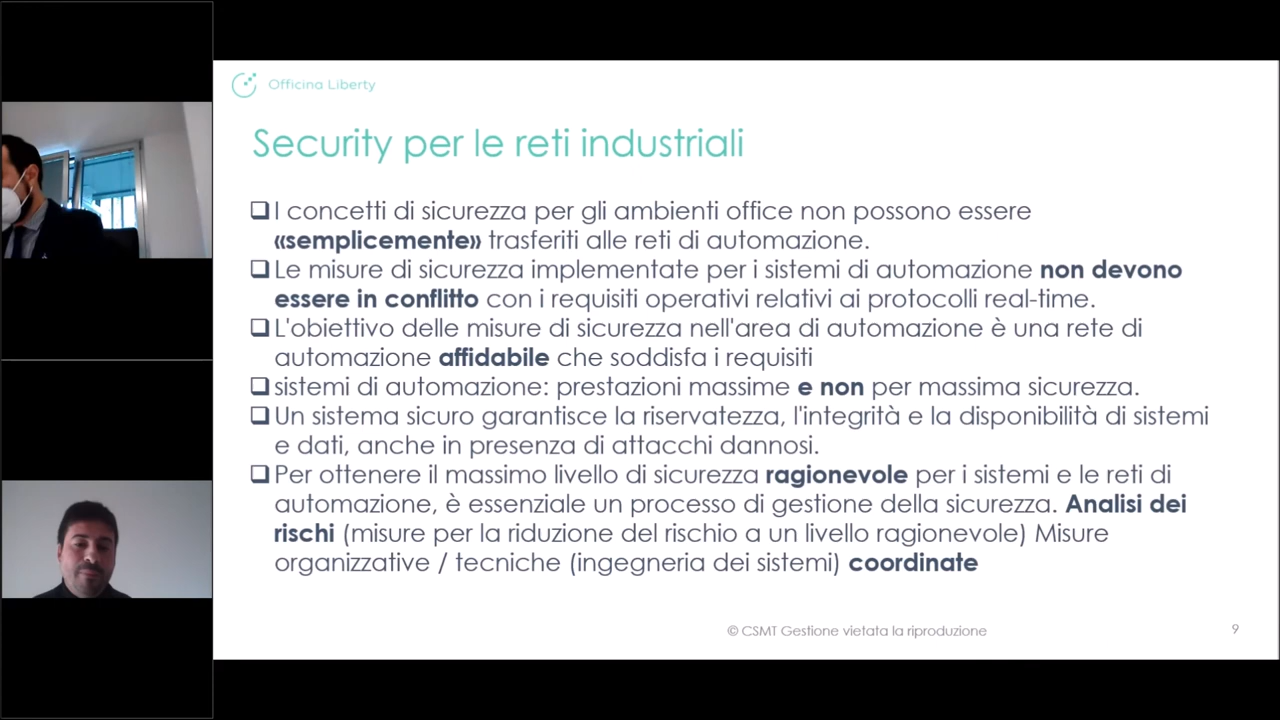 Officina Liberty
Security per le reti industriali
❑I concetti di sicurezza per gli ambienti office non possono essere
«semplicemente» trasferiti alle reti di automazione.
❑Le misure di sicurezza implementate per i sistemi di automazione non devono
essere in conflitto con i requisiti operativi relativi ai protocolli real-time.
❑L'obiettivo delle misure di sicurezza nell'area di automazione è una rete di
automazione affidabile che soddisfa i requisiti
❑sistemi di automazione: prestazioni massime e non per massima sicurezza.
❑Un sistema sicuro garantisce la riservatezza, l'integrità e la disponibilità di sistemi
e dati, anche in presenza di attacchi dannosi.
❑Per ottenere il massimo livello di sicurezza ragionevole per i sistemi e le reti di
automazione, è essenziale un processo di gestione della sicurezza. Analisi dei
rischi (misure per la riduzione del rischio a un livello ragionevole) Misure
organizzative / tecniche (ingegneria dei sistemi) coordinate
© CSMT Gestione vietata la riproduzione
9